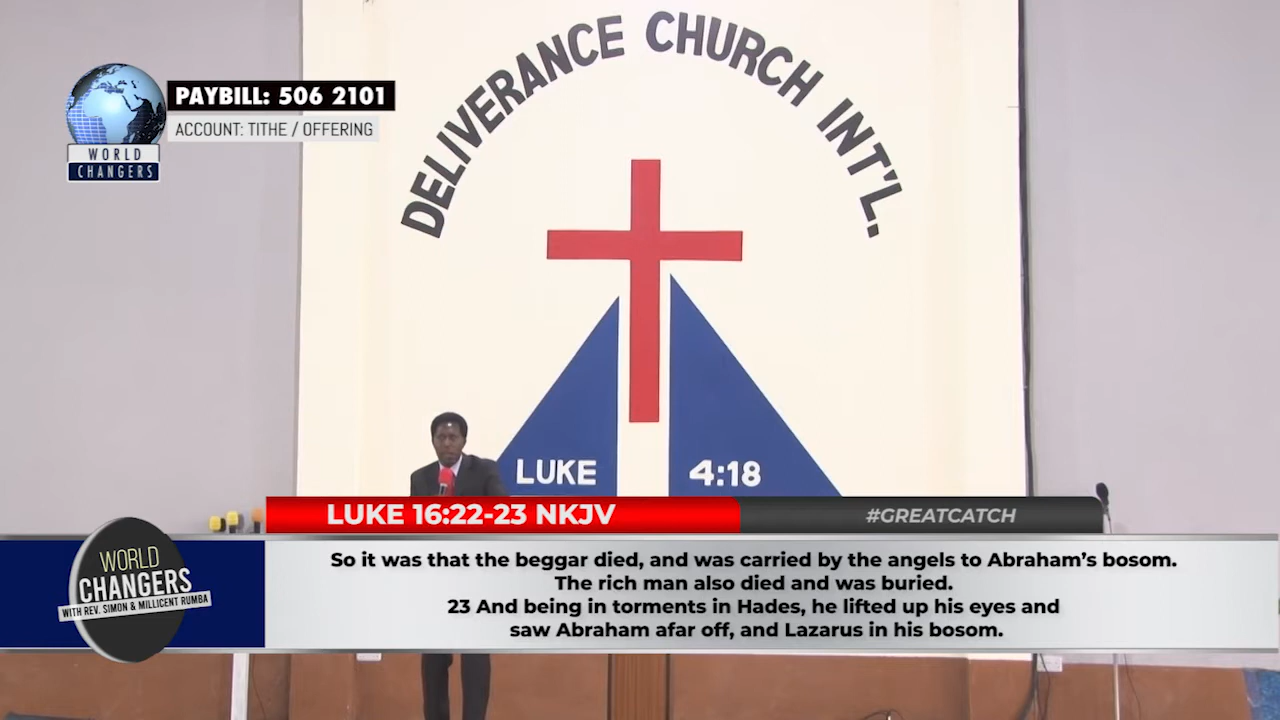 DELIVERANCE CHURCH INT'L.
PAYBILL: 506 2101
ACCOUNT: TITHE / OFFERING
WORLD
CHANGERS
LUKE 4:18
LUKE 16:22-23 NKJV
#GREATCATCH
WORLD
CHANGERS
WITH REV. SIMON & MILLICENT RUMBA
So it was that the beggar died, and was carried by the angels to Abraham’s bosom.
The rich man also died and was buried.
23 And being in torments in Hades, he lifted up his eyes and
saw Abraham afar off, and Lazarus in his bosom.